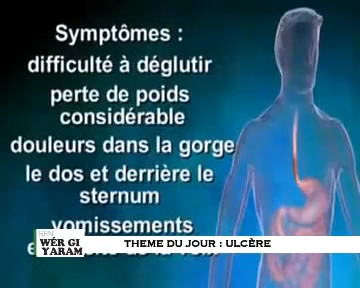 Symptômes :
difficulté à déglutir
perte de poids
considérable
douleurs dans la gorge
le dos et derrière le
sternum
vomissements
SEN
WÉR GI
YARAM
THEME DU JOUR : ULCÈRE